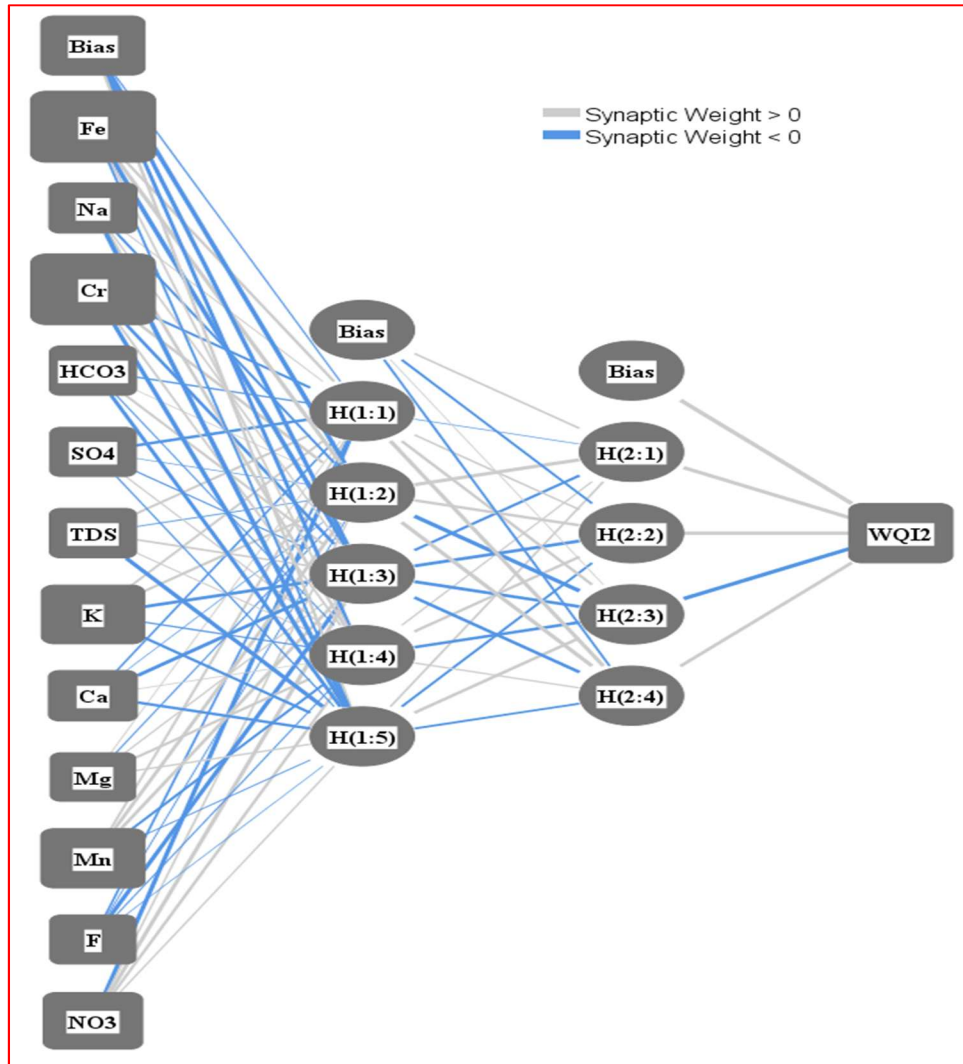 Bias
Fe
Na
Cr
HCO3
SO4
TDS
K
Ca
Mg
Mn
F
NO3
Synaptic Weight > 0
Synaptic Weight < 0
Bias
H(1:1)
H(1:2)
H(1:3)
H(1:4)
H(1:5)
Bias
H(2:1)
H(2:2)
H(2:3)
H(2:4)
WQI2